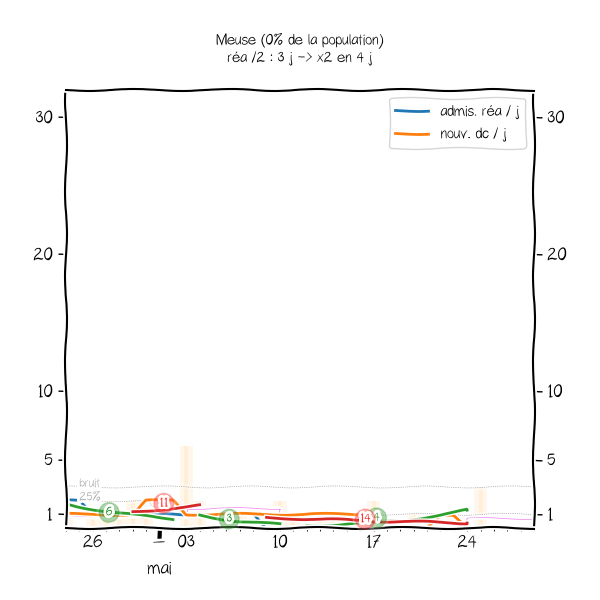 Meuse (0% de la population)
réa /2 : 3 j -> x2 en 4 j
admis. réa / j
nouv. dc / j
30 30
20 20
10 10
5 5
bruit
25%
6 11 3 14 4
1 1
26 03 10 17 24
mai